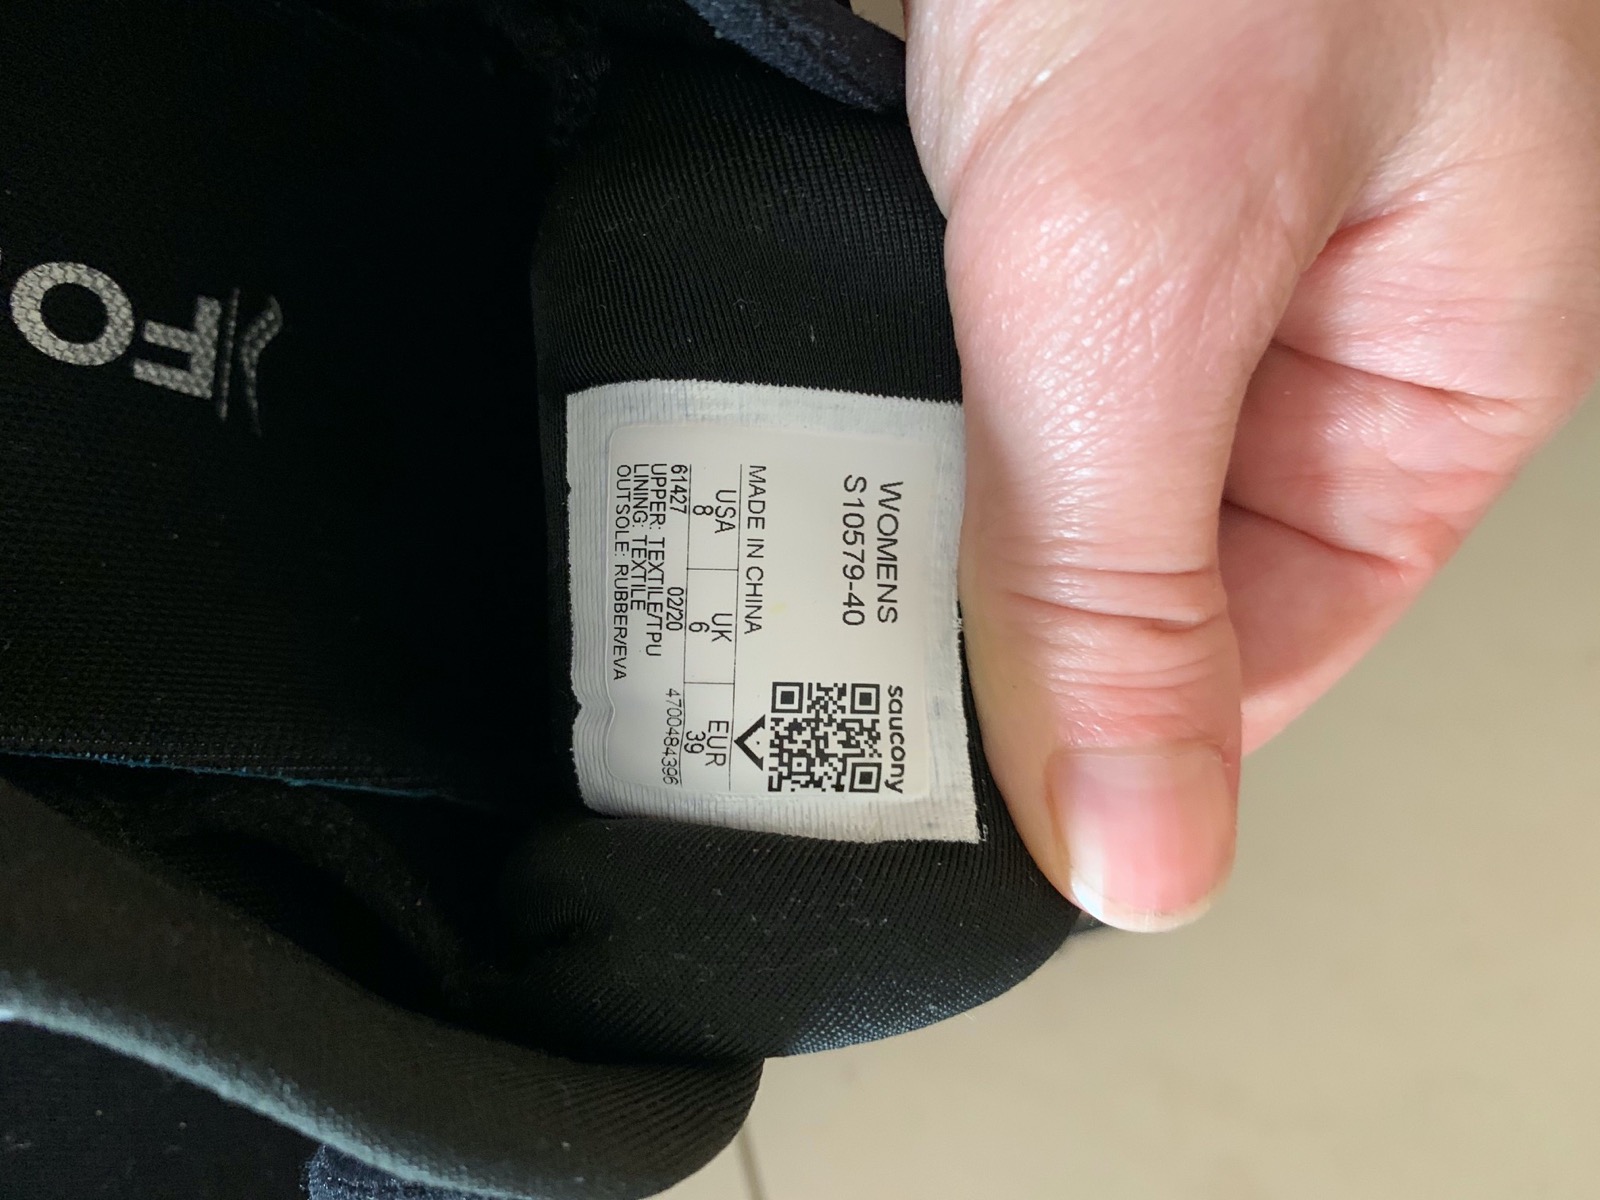 WOMENS
S10579-40
saucony
MADE IN CHINA
USA UK EUR
8 6 39
61427 02/20 4700484396
UPPER: TEXTILE/TPU
LINING: TEXTILE
OUTSOLE: RUBBER/EVA